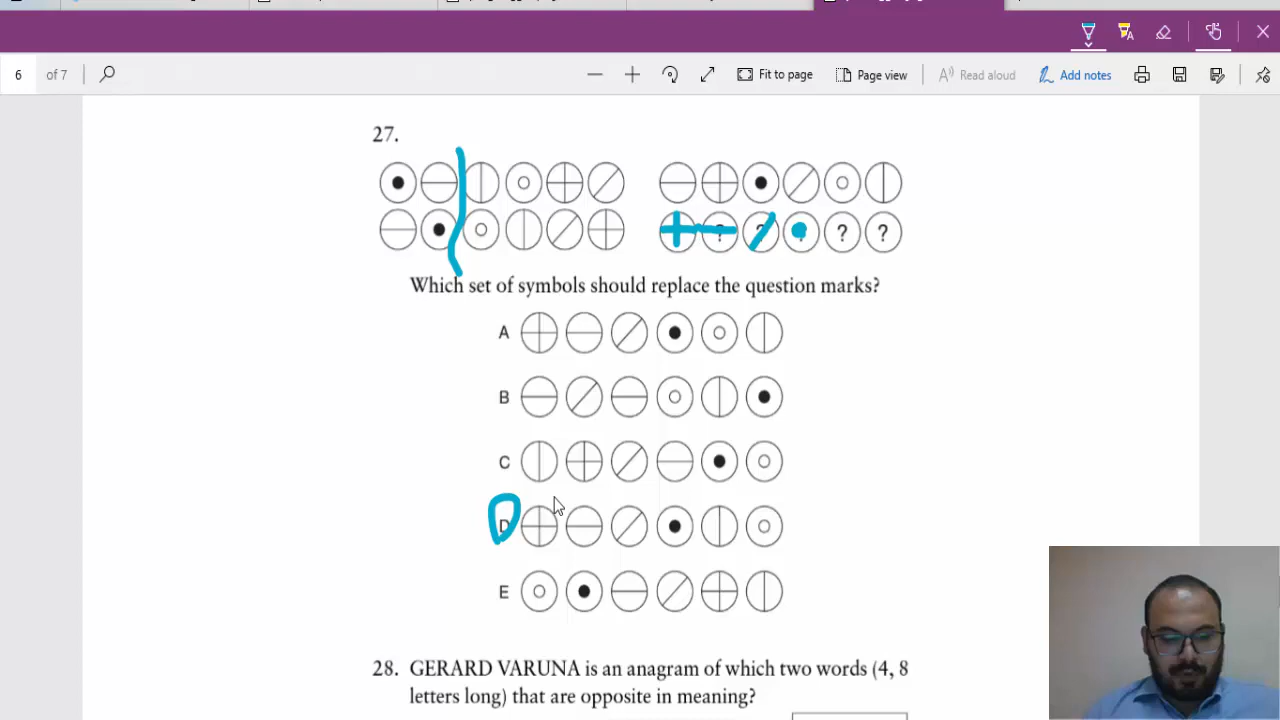 6 of 7
Fit to page
Page view
A Read aloud
Add notes
27.
? ? ? ?
Which set of symbols should replace the question marks?
A
B
C
D
E
28. GERARD VARUNA is an anagram of which two words (4, 8
letters long) that are opposite in meaning?